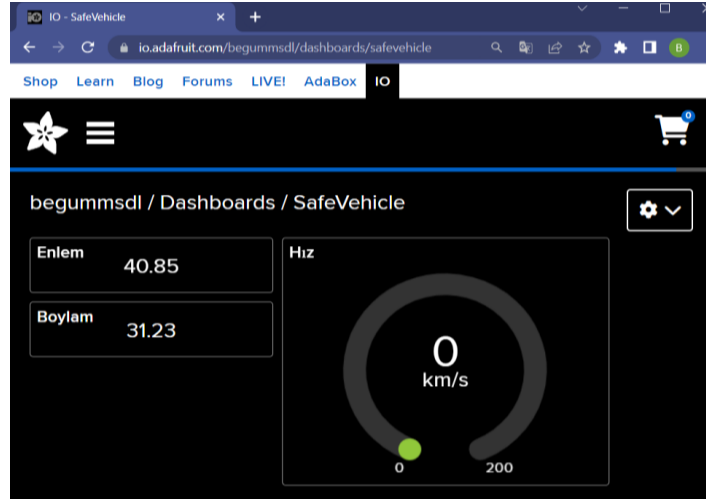 IO - SafeVehicle
io.adafruit.com/begummsdl/dashboards/safevehicle
B
Shop Learn Blog Forums LIVE! AdaBox IO
0
begummsdl / Dashboards / SafeVehicle
Enlem
40.85
Boylam
31.23
Hız
0
km/s
0 200